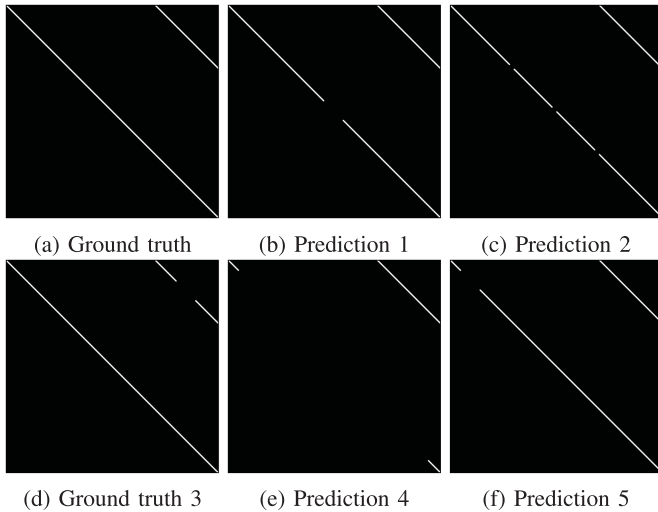 (a) Ground truth
(b) Prediction 1
(c) Prediction 2
(d) Ground truth 3
(e) Prediction 4
(f) Prediction 5